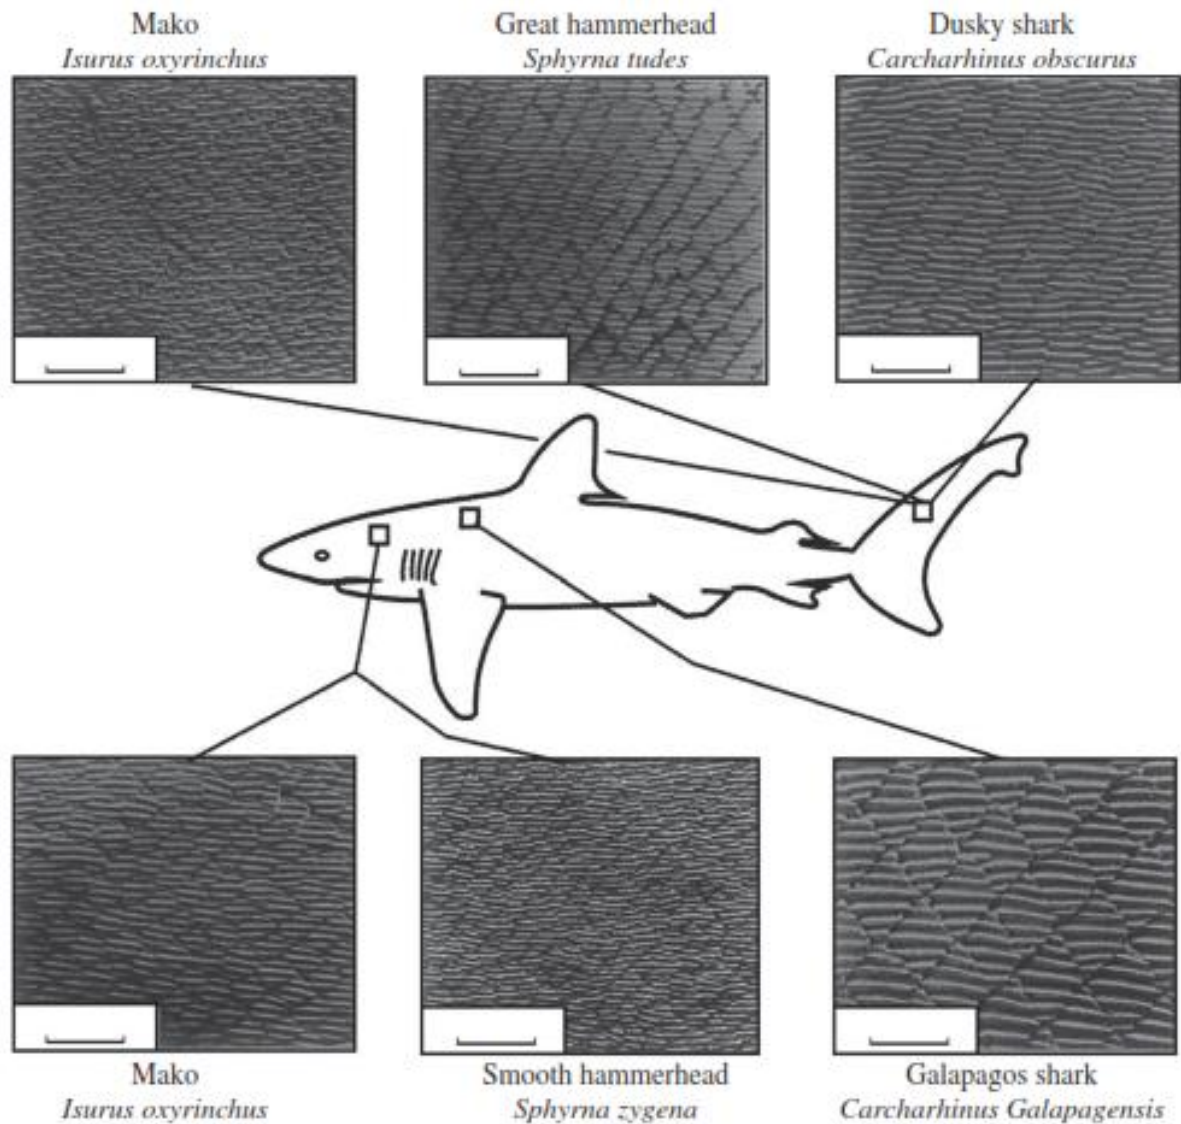 Mako
Isurus oxyrinchus
Great hammerhead
Sphyrna tudes
Dusky shark
Carcharhinus obscurus
Mako
Isurus oxyrinchus
Smooth hammerhead
Sphyrna zygena
Galapagos shark
Carcharhinus Galapagensis